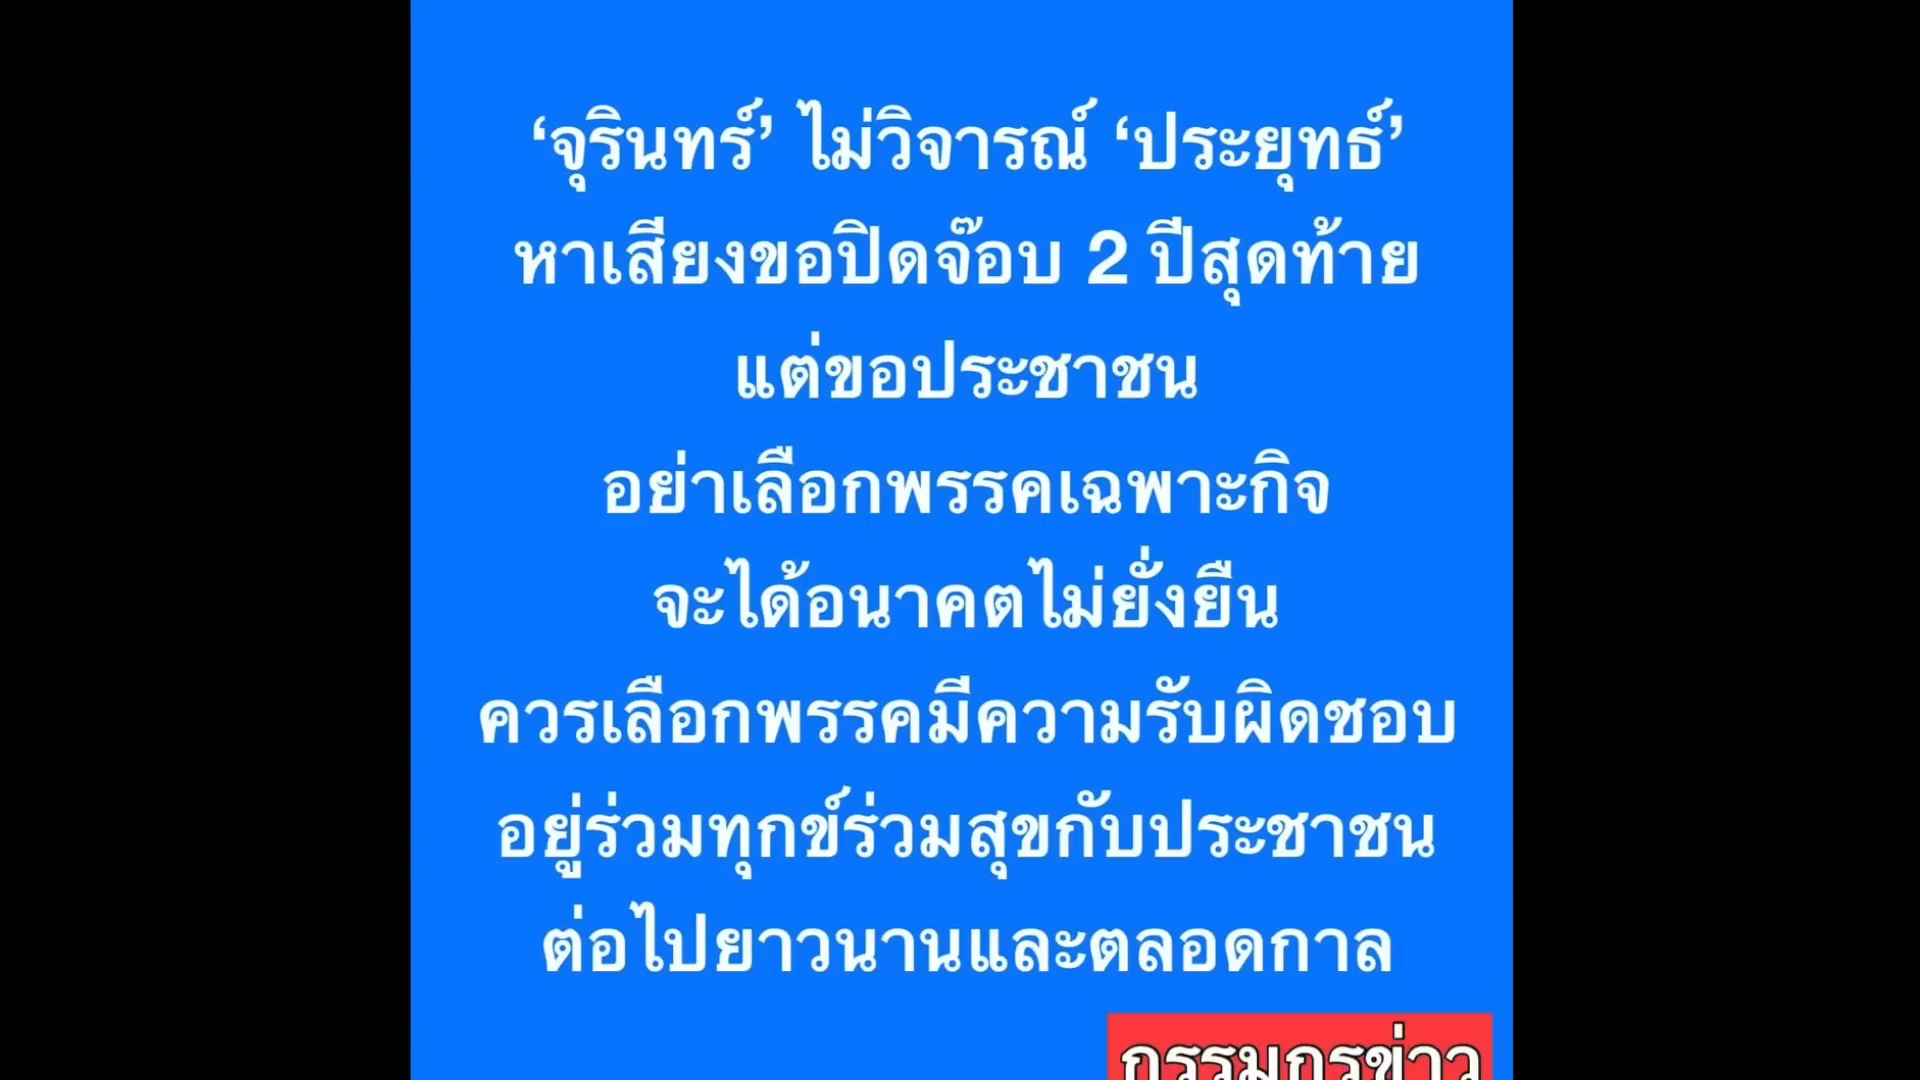 ‘จุรินทร์’ ไม่วิจารณ์ ‘ประยุทธ์’
หาเสียงขอปิดจ๊อบ 2 ปีสุดท้าย
แต่ขอประชาชน
อย่าเลือกพรรคเฉพาะกิจ
จะได้อนาคตไม่ยั่งยืน
ควรเลือกพรรคมีความรับผิดชอบ
อยู่ร่วมทุกข์ร่วมสุขกับประชาชน
ต่อไปยาวนานและตลอดกาล
กรรมกรข่าว